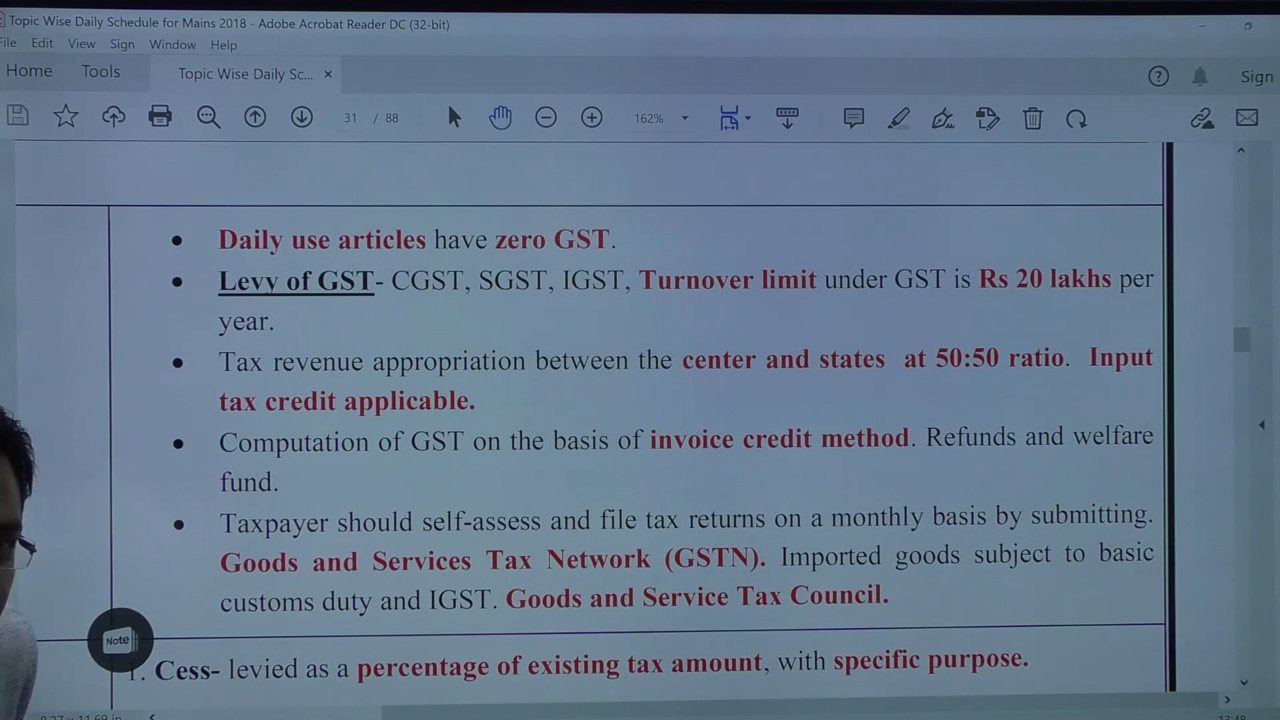 Topic Wise Daily Schedule for Mains 2018 - Adobe Acrobat Reader DC (32-bit)
File Edit View Sign Window Help
Home Tools Topic Wise Daily Sc... × Sign
31 / 88 162%
• Daily use articles have zero GST.
• Levy of GST- CGST, SGST, IGST, Turnover limit under GST is Rs 20 lakhs per
year.
• Tax revenue appropriation between the center and states at 50:50 ratio. Input
tax credit applicable.
• Computation of GST on the basis of invoice credit method. Refunds and welfare
fund.
• Taxpayer should self-assess and file tax returns on a monthly basis by submitting.
Goods and Services Tax Network (GSTN). Imported goods subject to basic
customs duty and IGST. Goods and Service Tax Council.
Note
1. Cess- levied as a percentage of existing tax amount, with specific purpose.